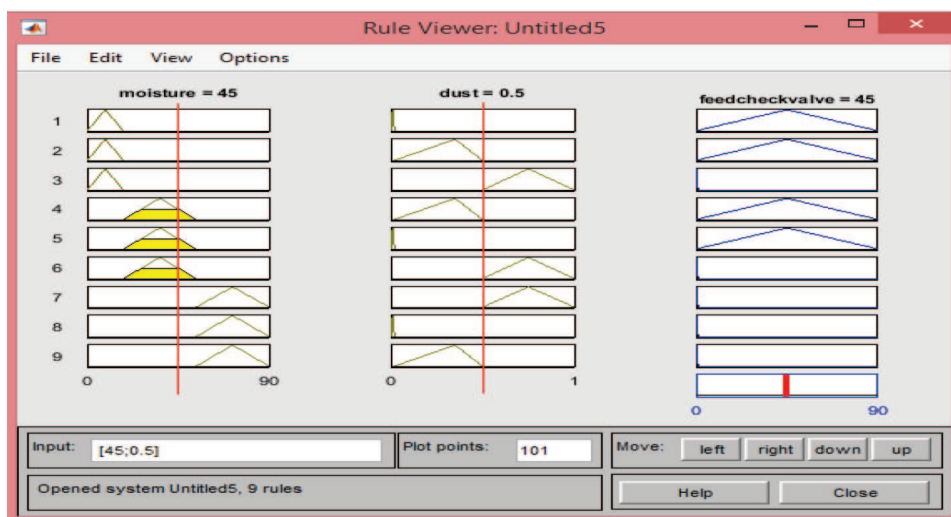 Rule Viewer: Untitled5
File Edit View Options
moisture = 45
dust = 0.5
feedcheckvalve = 45
1
2
3
4
5
6
7
8
9
0 90
0 1
0 90
Input: [45;0.5]
Plot points: 101
Move: left right down up
Opened system Untitled5, 9 rules
Help Close